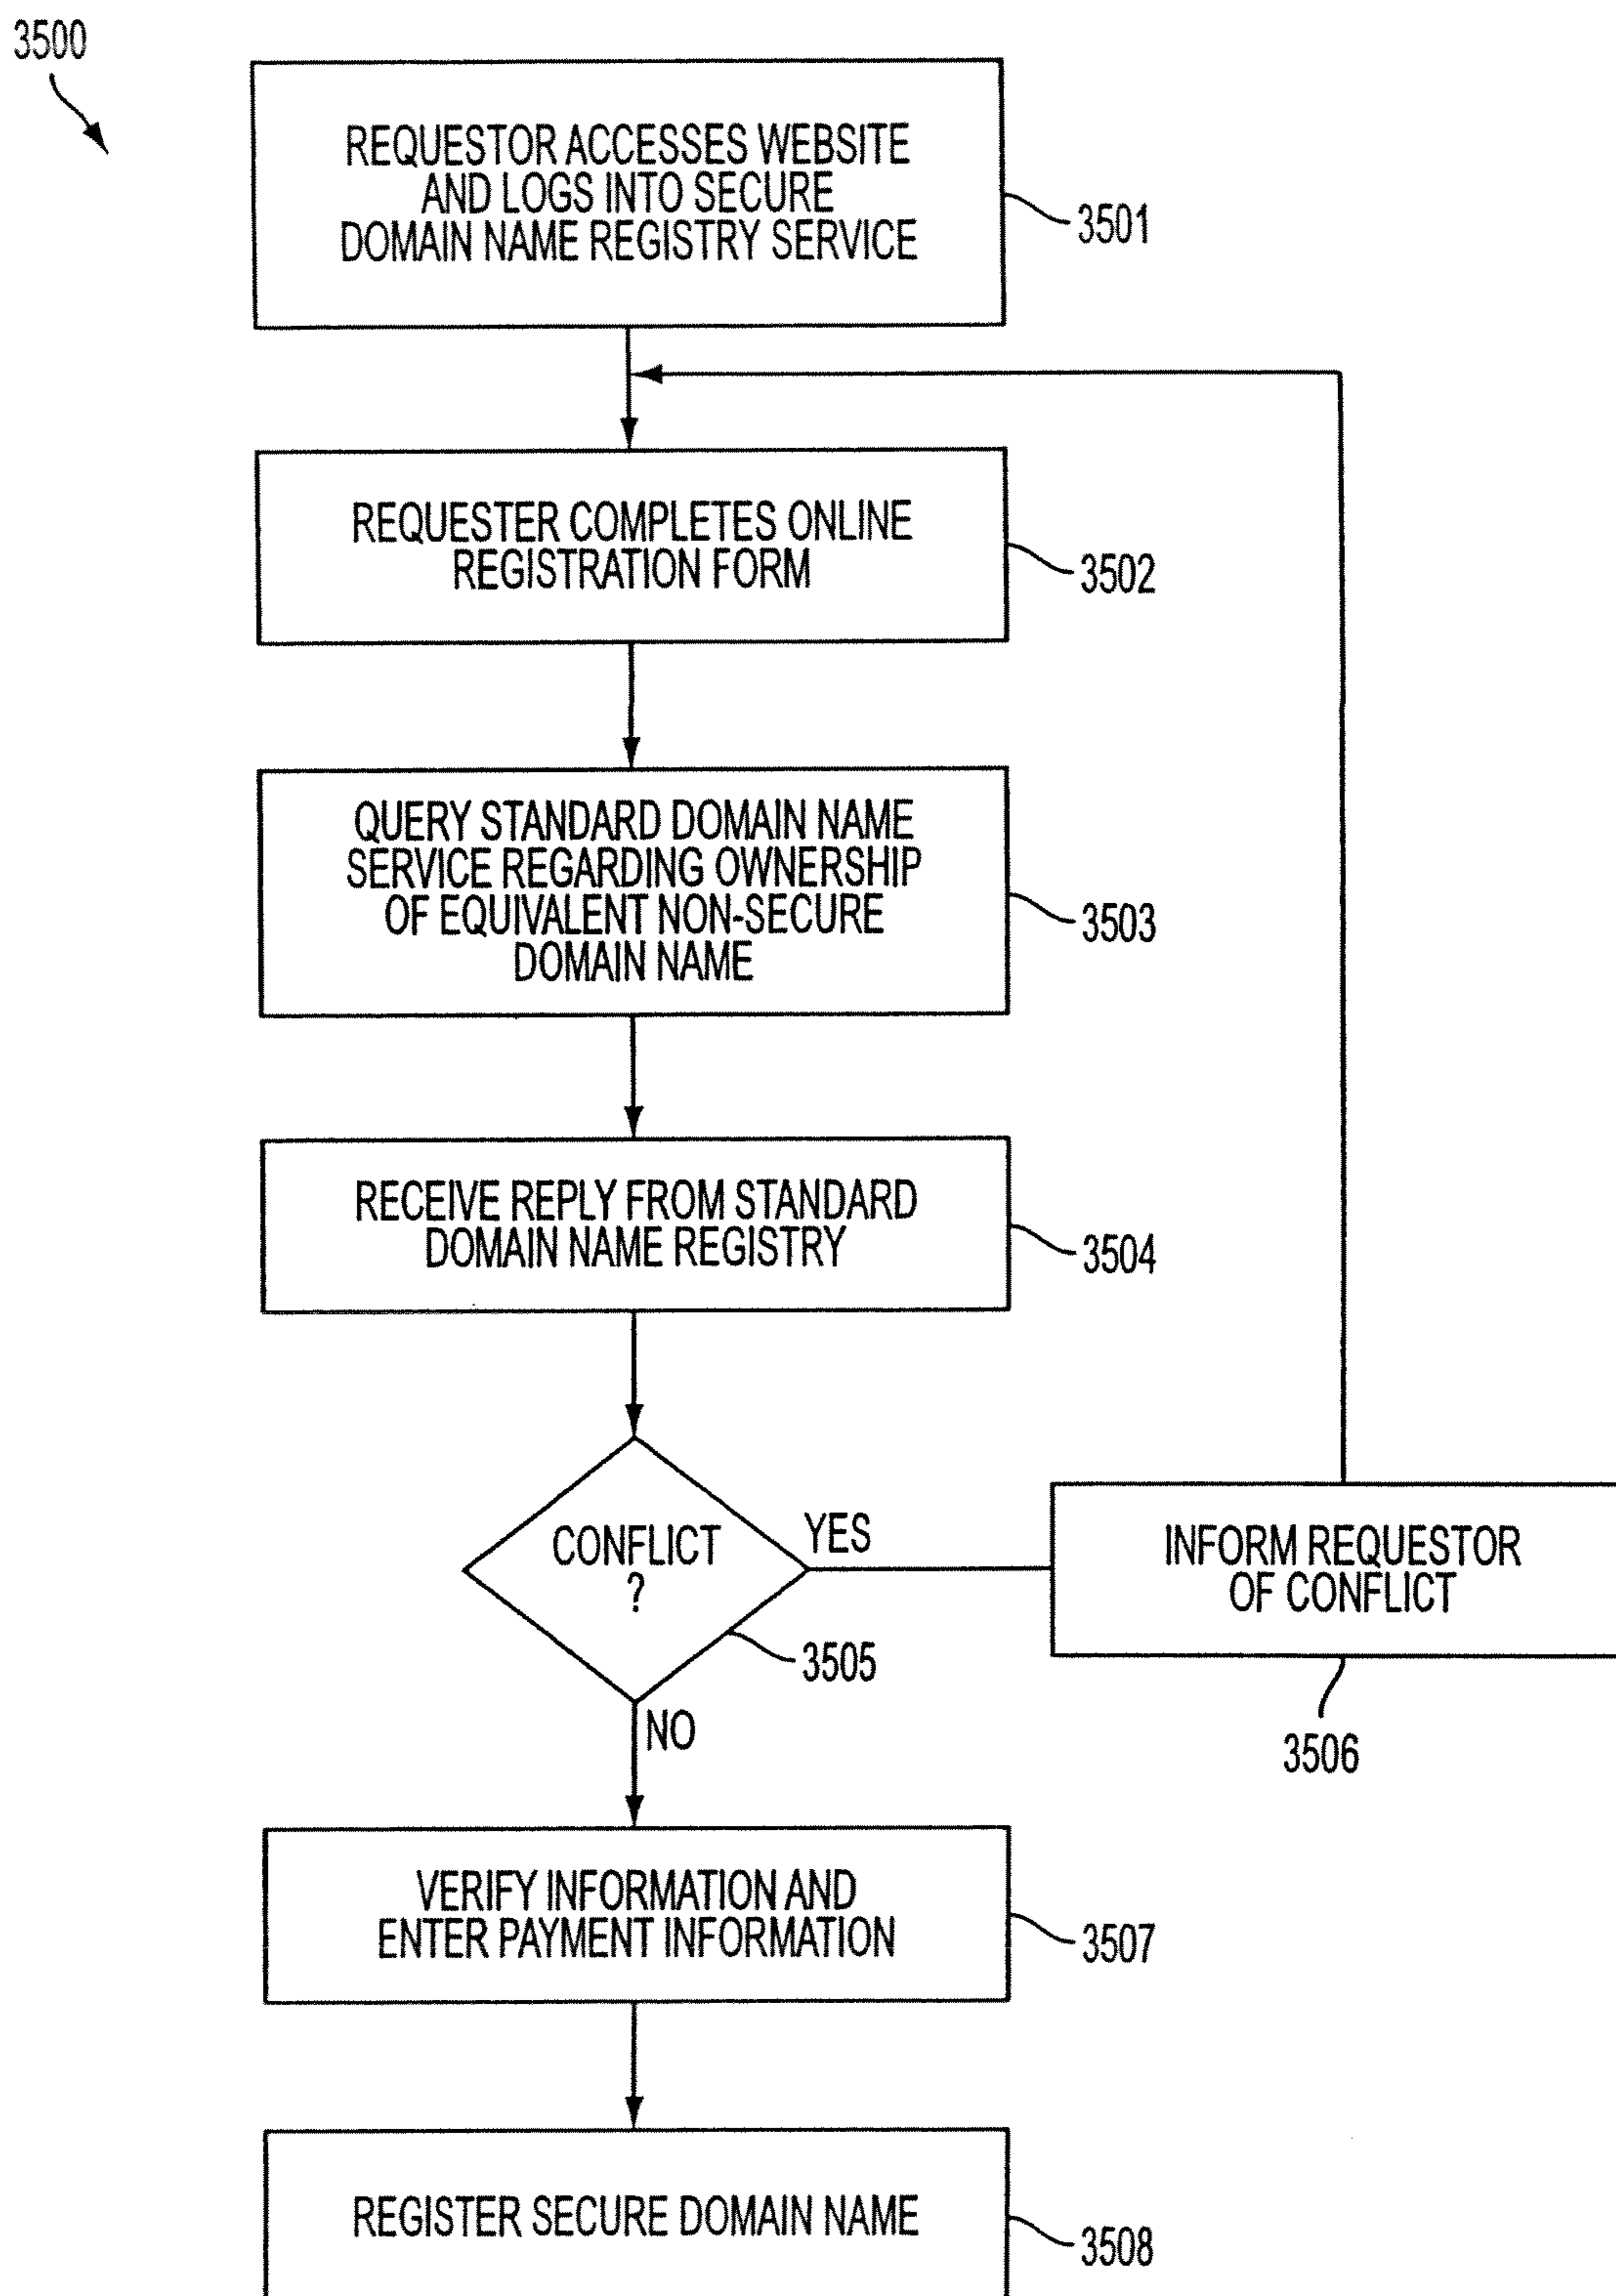 3500
REQUESTOR ACCESSES WEBSITE
AND LOGS INTO SECURE
DOMAIN NAME REGISTRY SERVICE
3501
REQUESTER COMPLETES ONLINE
REGISTRATION FORM
3502
QUERY STANDARD DOMAIN NAME
SERVICE REGARDING OWNERSHIP
OF EQUIVALENT NON-SECURE
DOMAIN NAME
3503
RECEIVE REPLY FROM STANDARD
DOMAIN NAME REGISTRY
3504
CONFLICT
?
YES
3505
NO
INFORM REQUESTOR
OF CONFLICT
3506
VERIFY INFORMATION AND
ENTER PAYMENT INFORMATION
3507
REGISTER SECURE DOMAIN NAME
3508